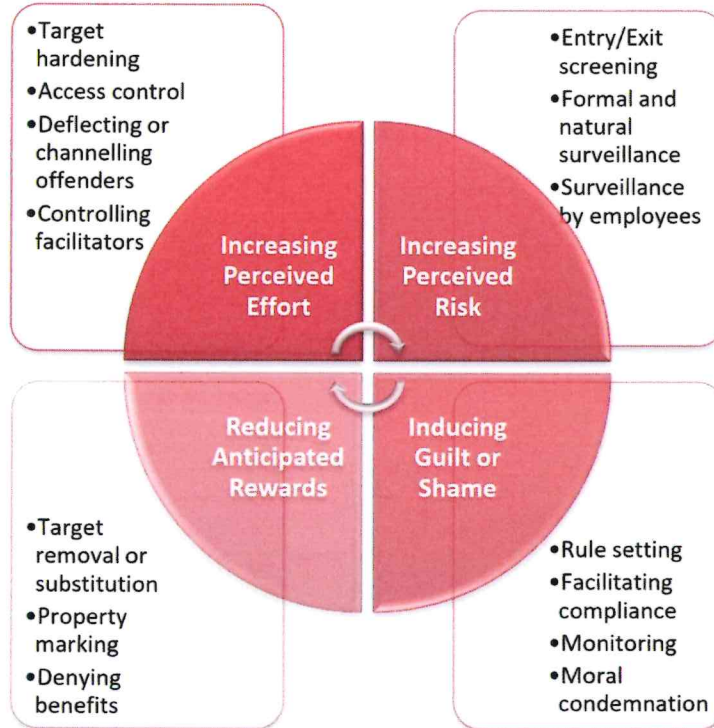 •Target
hardening
•Access control
•Deflecting or
channelling
offenders
•Controlling
facilitators
•Entry/Exit
screening
•Formal and
natural
surveillance
•Surveillance
by employees
Increasing
Perceived
Effort
Increasing
Perceived
Risk
Reducing
Anticipated
Rewards
Inducing
Guilt or
Shame
•Target
removal or
substitution
•Property
marking
•Denying
benefits
•Rule setting
•Facilitating
compliance
•Monitoring
•Moral
condemnation